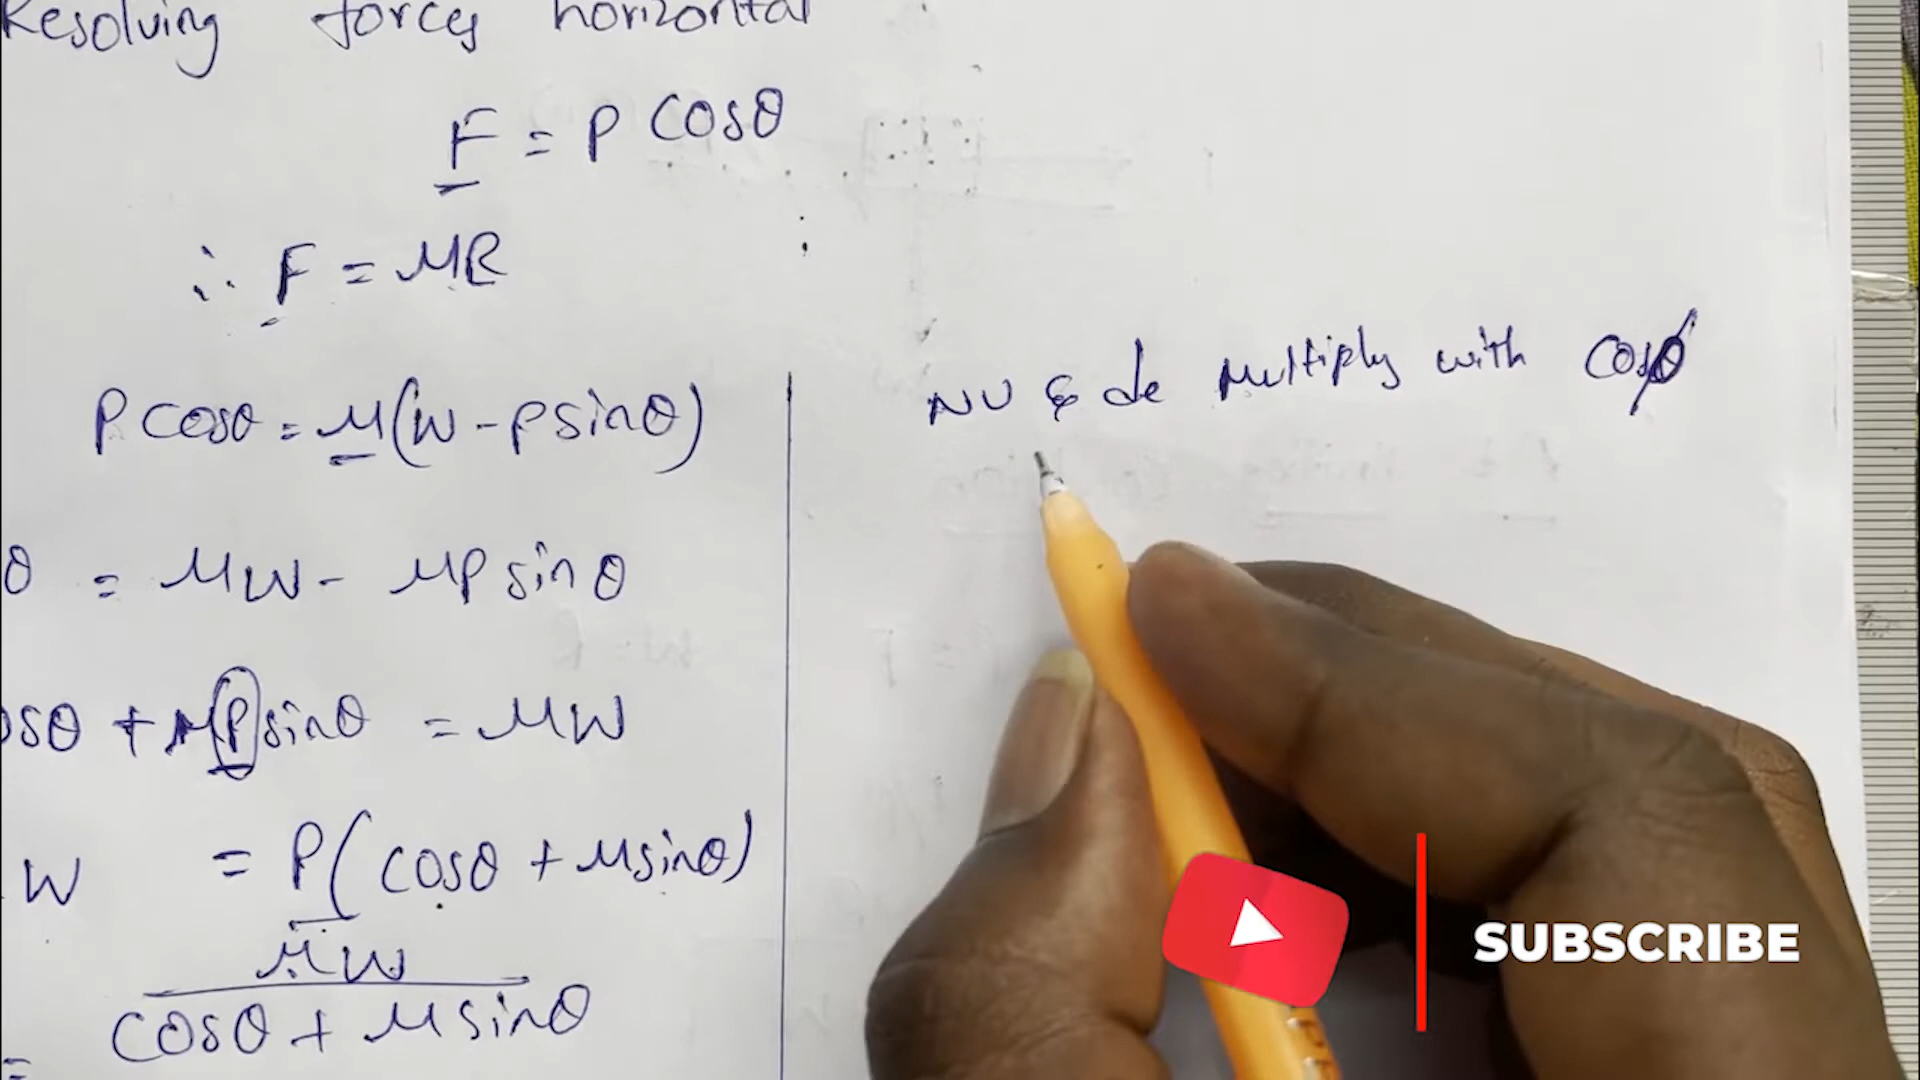 Resolving forces horizontal
F = P cosθ
∴ F = μR
P cosθ = μ(W - P sinθ)
θ = μW - μP sinθ
osθ + μP sinθ = μW
W = P(cosθ + μ sinθ)
μW
cosθ + μ sinθ
=
NU & de Multiply with cosϕ
SUBSCRIBE